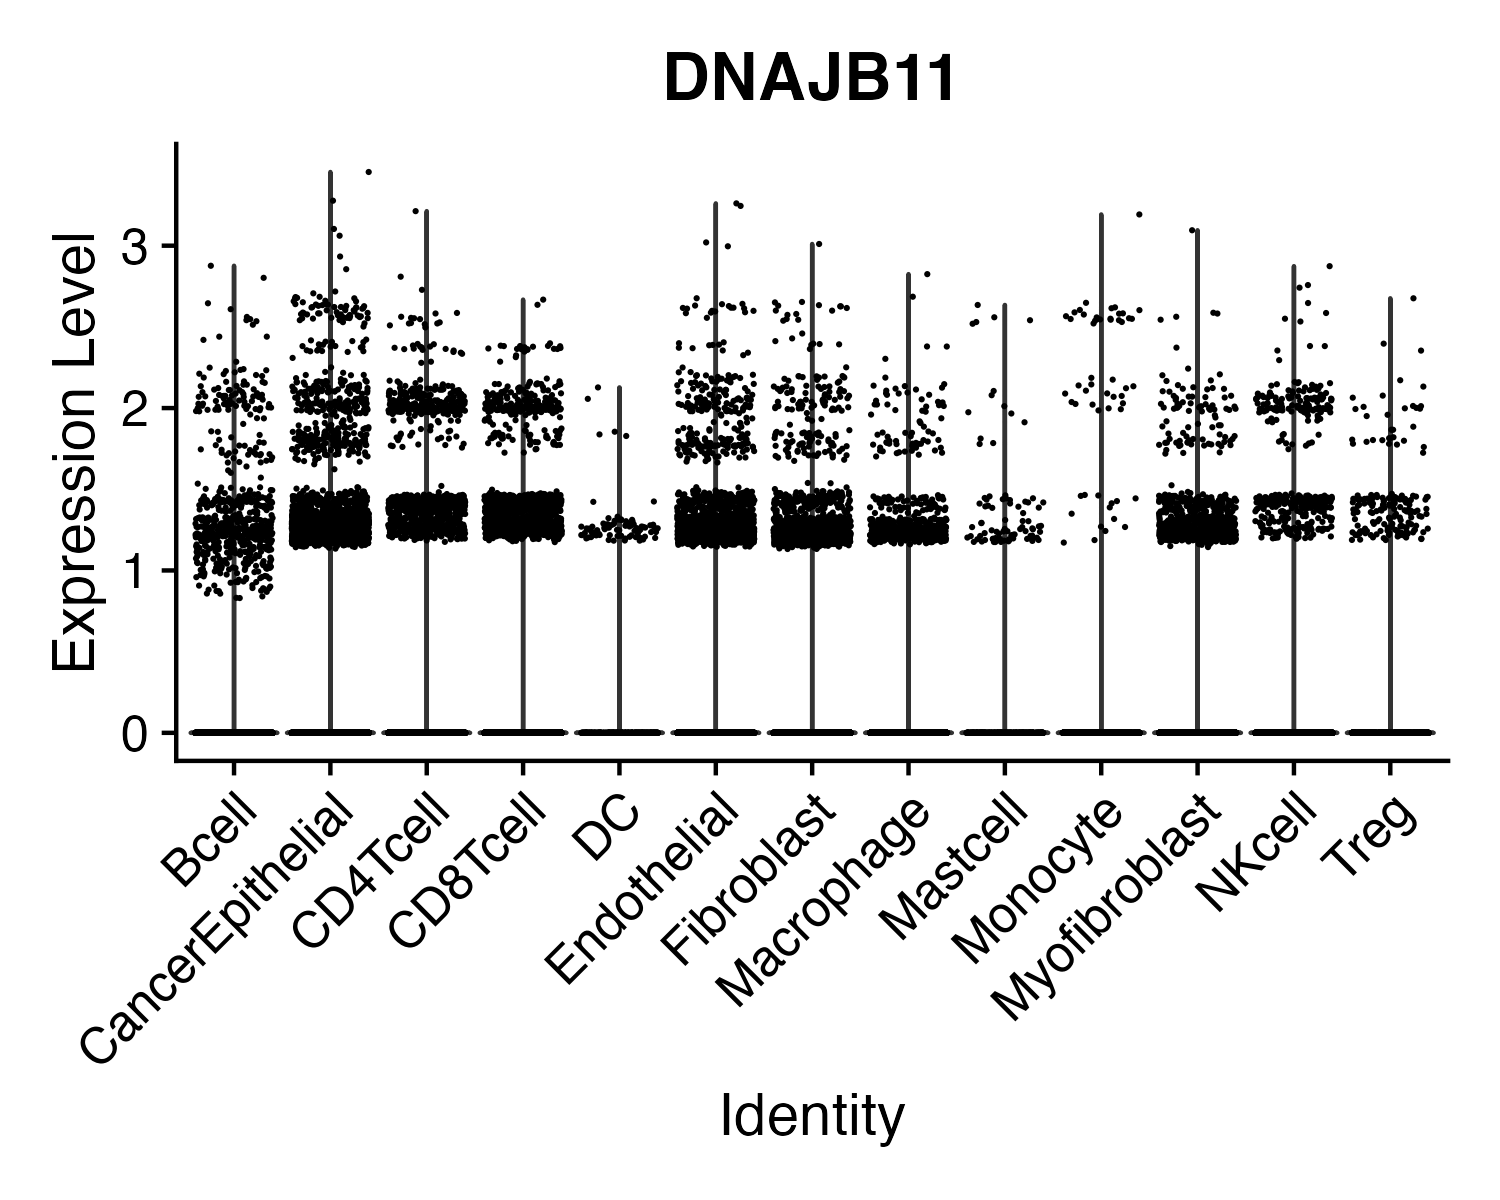 DNAJB11
Expression Level
3
2
1
0
Bcell
CancerEpithelial
CD4Tcell
CD8Tcell
DC
Endothelial
Fibroblast
Macrophage
Mastcell
Monocyte
Myofibroblast
NKcell
Treg
Identity